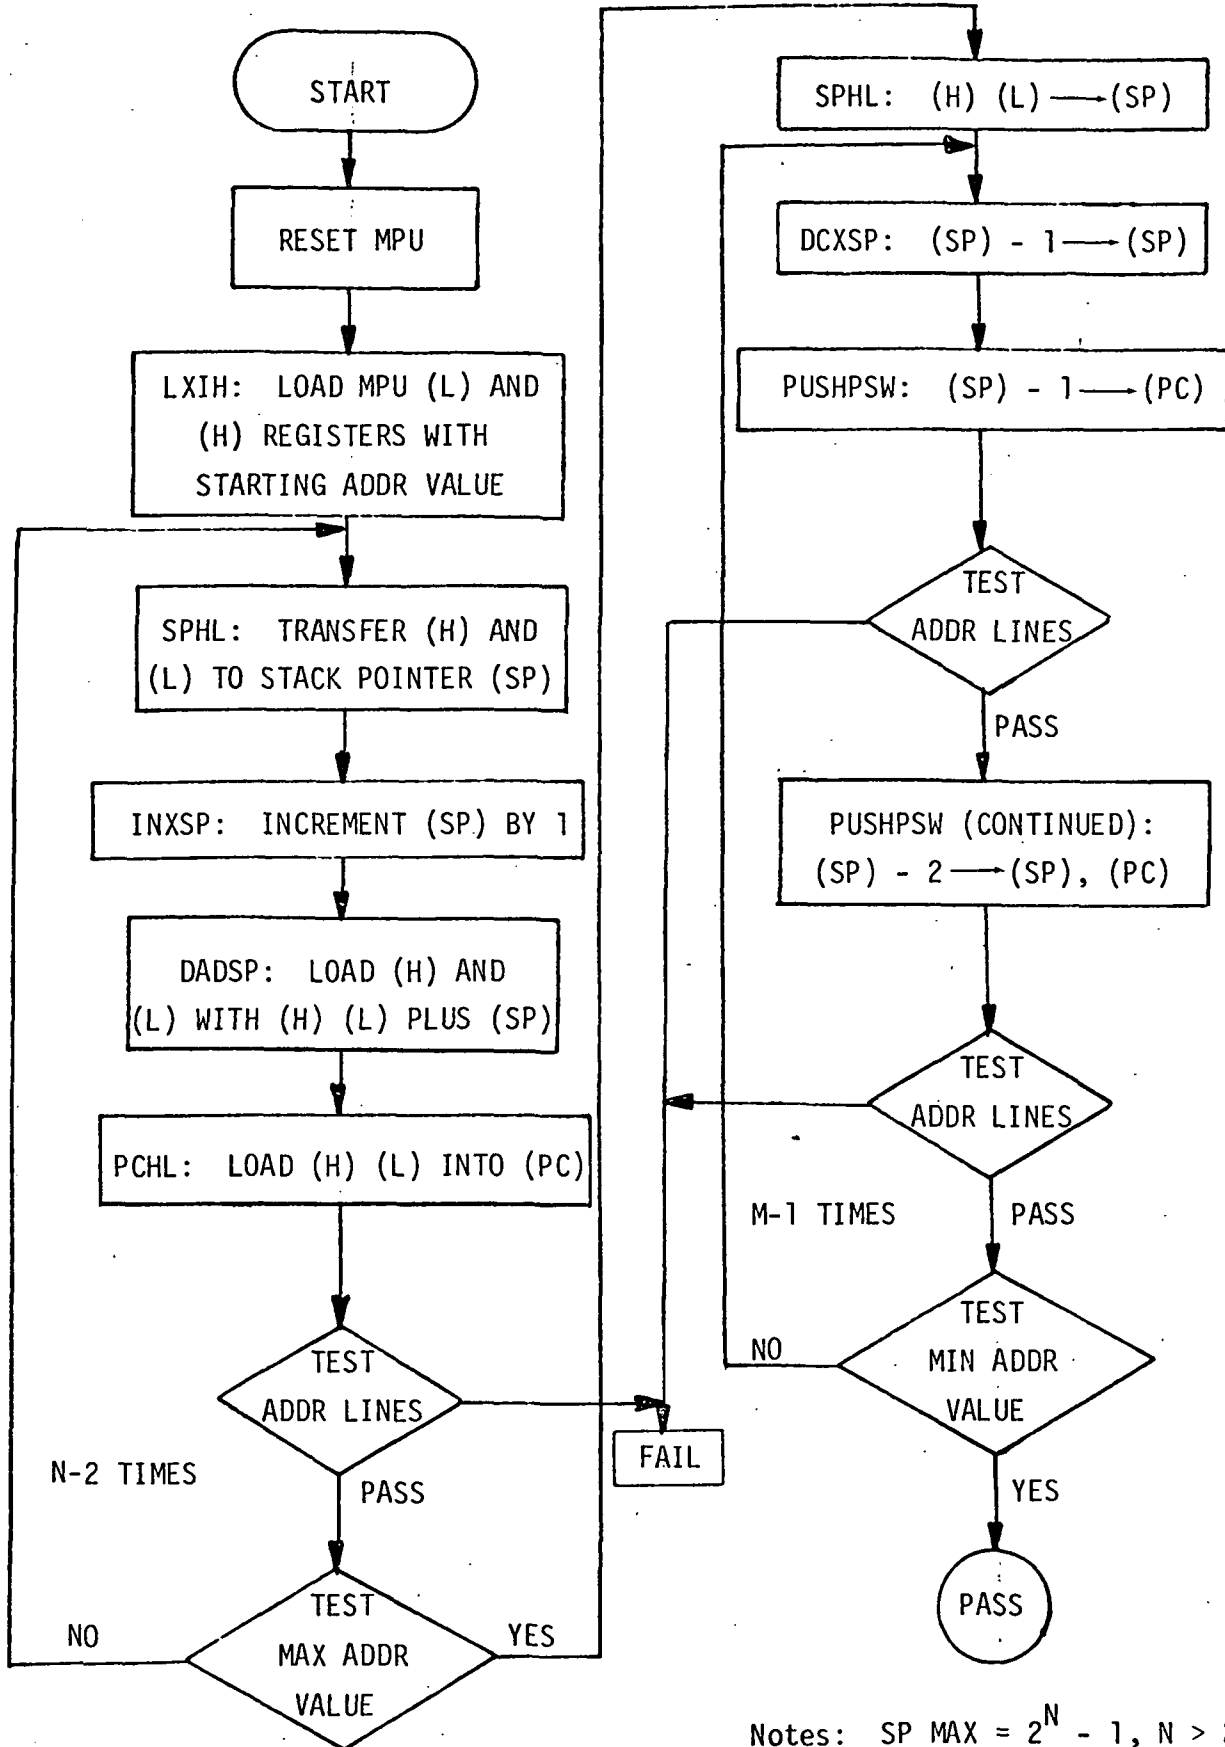 START
RESET MPU
LXIH: LOAD MPU (L) AND
(H) REGISTERS WITH
STARTING ADDR VALUE
SPHL: TRANSFER (H) AND
(L) TO STACK POINTER (SP)
INXSP: INCREMENT (SP) BY 1
DADSP: LOAD (H) AND
(L) WITH (H) (L) PLUS (SP)
PCHL: LOAD (H) (L) INTO (PC)
TEST
ADDR LINES
N-2 TIMES
PASS
TEST
MAX ADDR
VALUE
NO
YES
FAIL
SPHL: (H) (L) → (SP)
DCXSP: (SP) - 1 → (SP)
PUSHPSW: (SP) - 1 → (PC)
TEST
ADDR LINES
PASS
PUSHPSW (CONTINUED):
(SP) - 2 → (SP), (PC)
TEST
ADDR LINES
M-1 TIMES
PASS
TEST
MIN ADDR
VALUE
NO
YES
PASS
Notes: SP MAX = 2^N - 1, N >